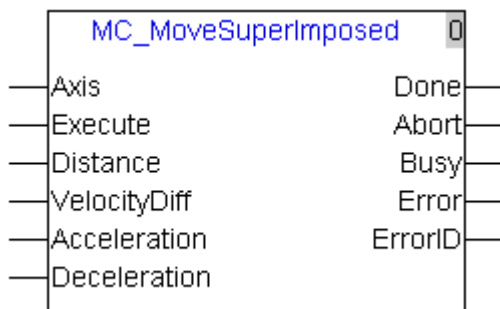 MC_MoveSuperImposed 0
Axis Done
Execute Abort
Distance Busy
VelocityDiff Error
Acceleration ErrorID
Deceleration